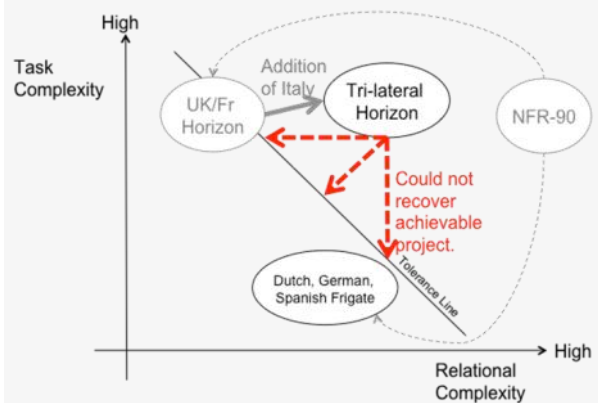 High
Task
Complexity
Addition
of Italy
UK/Fr
Horizon
Tri-lateral
Horizon
NFR-90
Could not
recover
achievable
project.
Dutch, German,
Spanish Frigate
Tolerance Line
High
Relational
Complexity